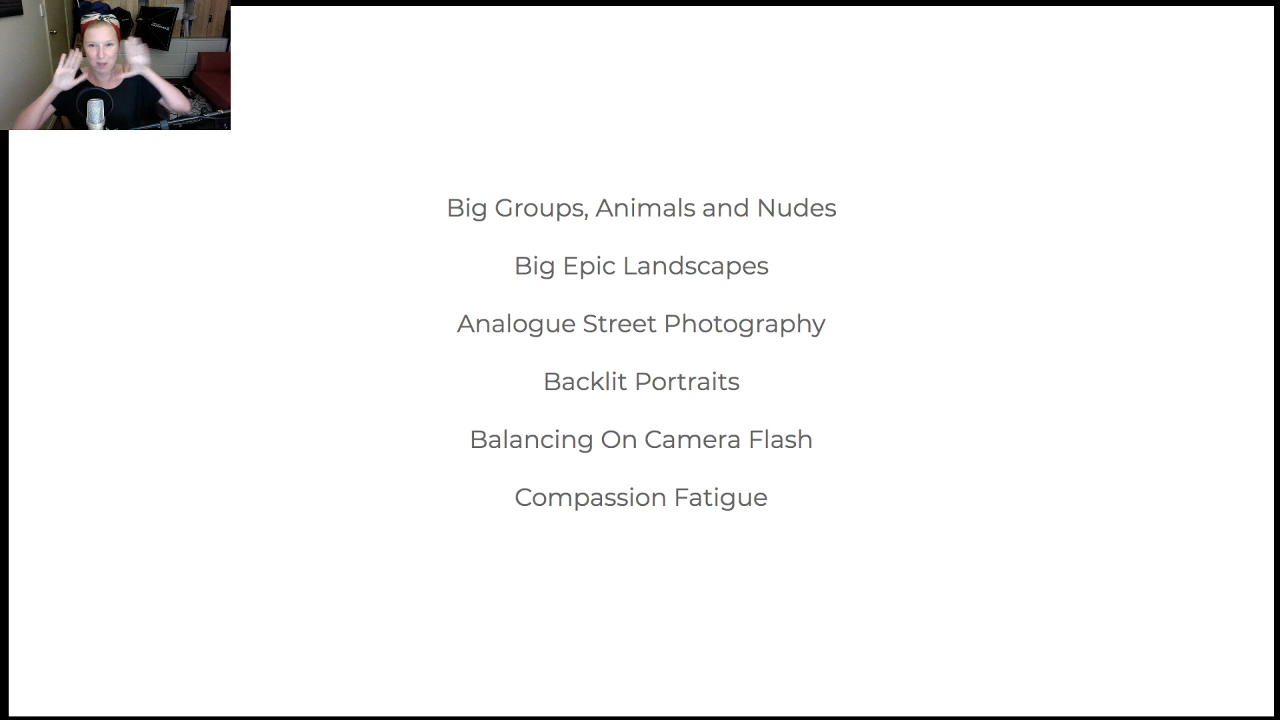 Big Groups, Animals and Nudes
Big Epic Landscapes
Analogue Street Photography
Backlit Portraits
Balancing On Camera Flash
Compassion Fatigue